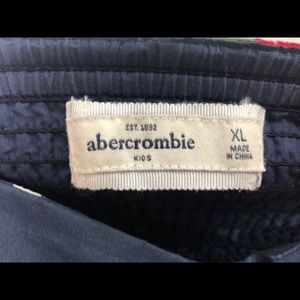 EST. 1892
abercrombie
KIDS
XL
MADE
IN CHINA